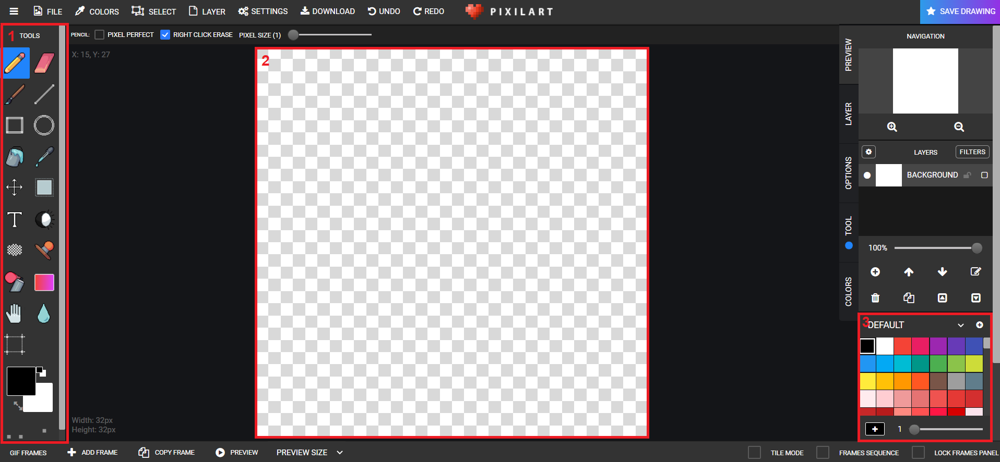 FILE COLORS SELECT LAYER SETTINGS DOWNLOAD UNDO REDO PIXILART SAVE DRAWING
1 TOOLS
PENCIL: PIXEL PERFECT RIGHT CLICK ERASE PIXEL SIZE (1)
X: 15, Y: 27
2
Width: 32px
Height: 32px
PREVIEW
LAYER
OPTIONS
TOOL
COLORS
NAVIGATION
LAYERS FILTERS
BACKGROUND
100%
3 DEFAULT
1
GIF FRAMES ADD FRAME COPY FRAME PREVIEW PREVIEW SIZE TILE MODE FRAMES SEQUENCE LOCK FRAMES PANEL